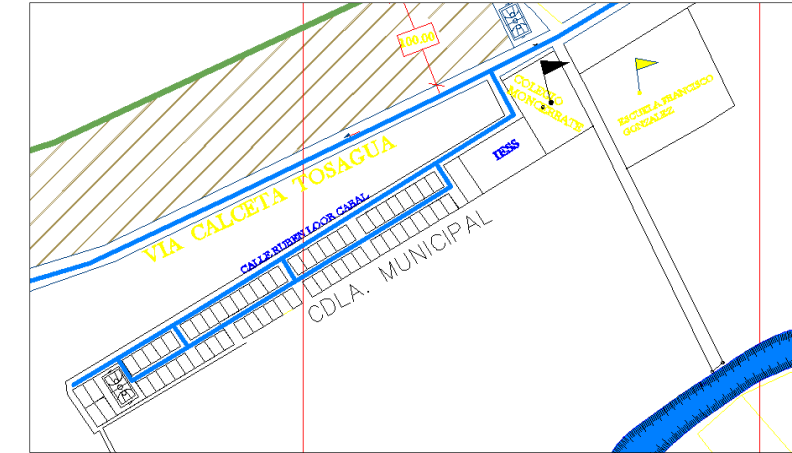 100.00
COLEGIO
MONSERRATE
ESCUELA FRANCISCO
GONZALEZ
IESS
VIA CALCETA TOSAGUA
CALLE RUBEN LOOR CABAL
CDLA. MUNICIPAL